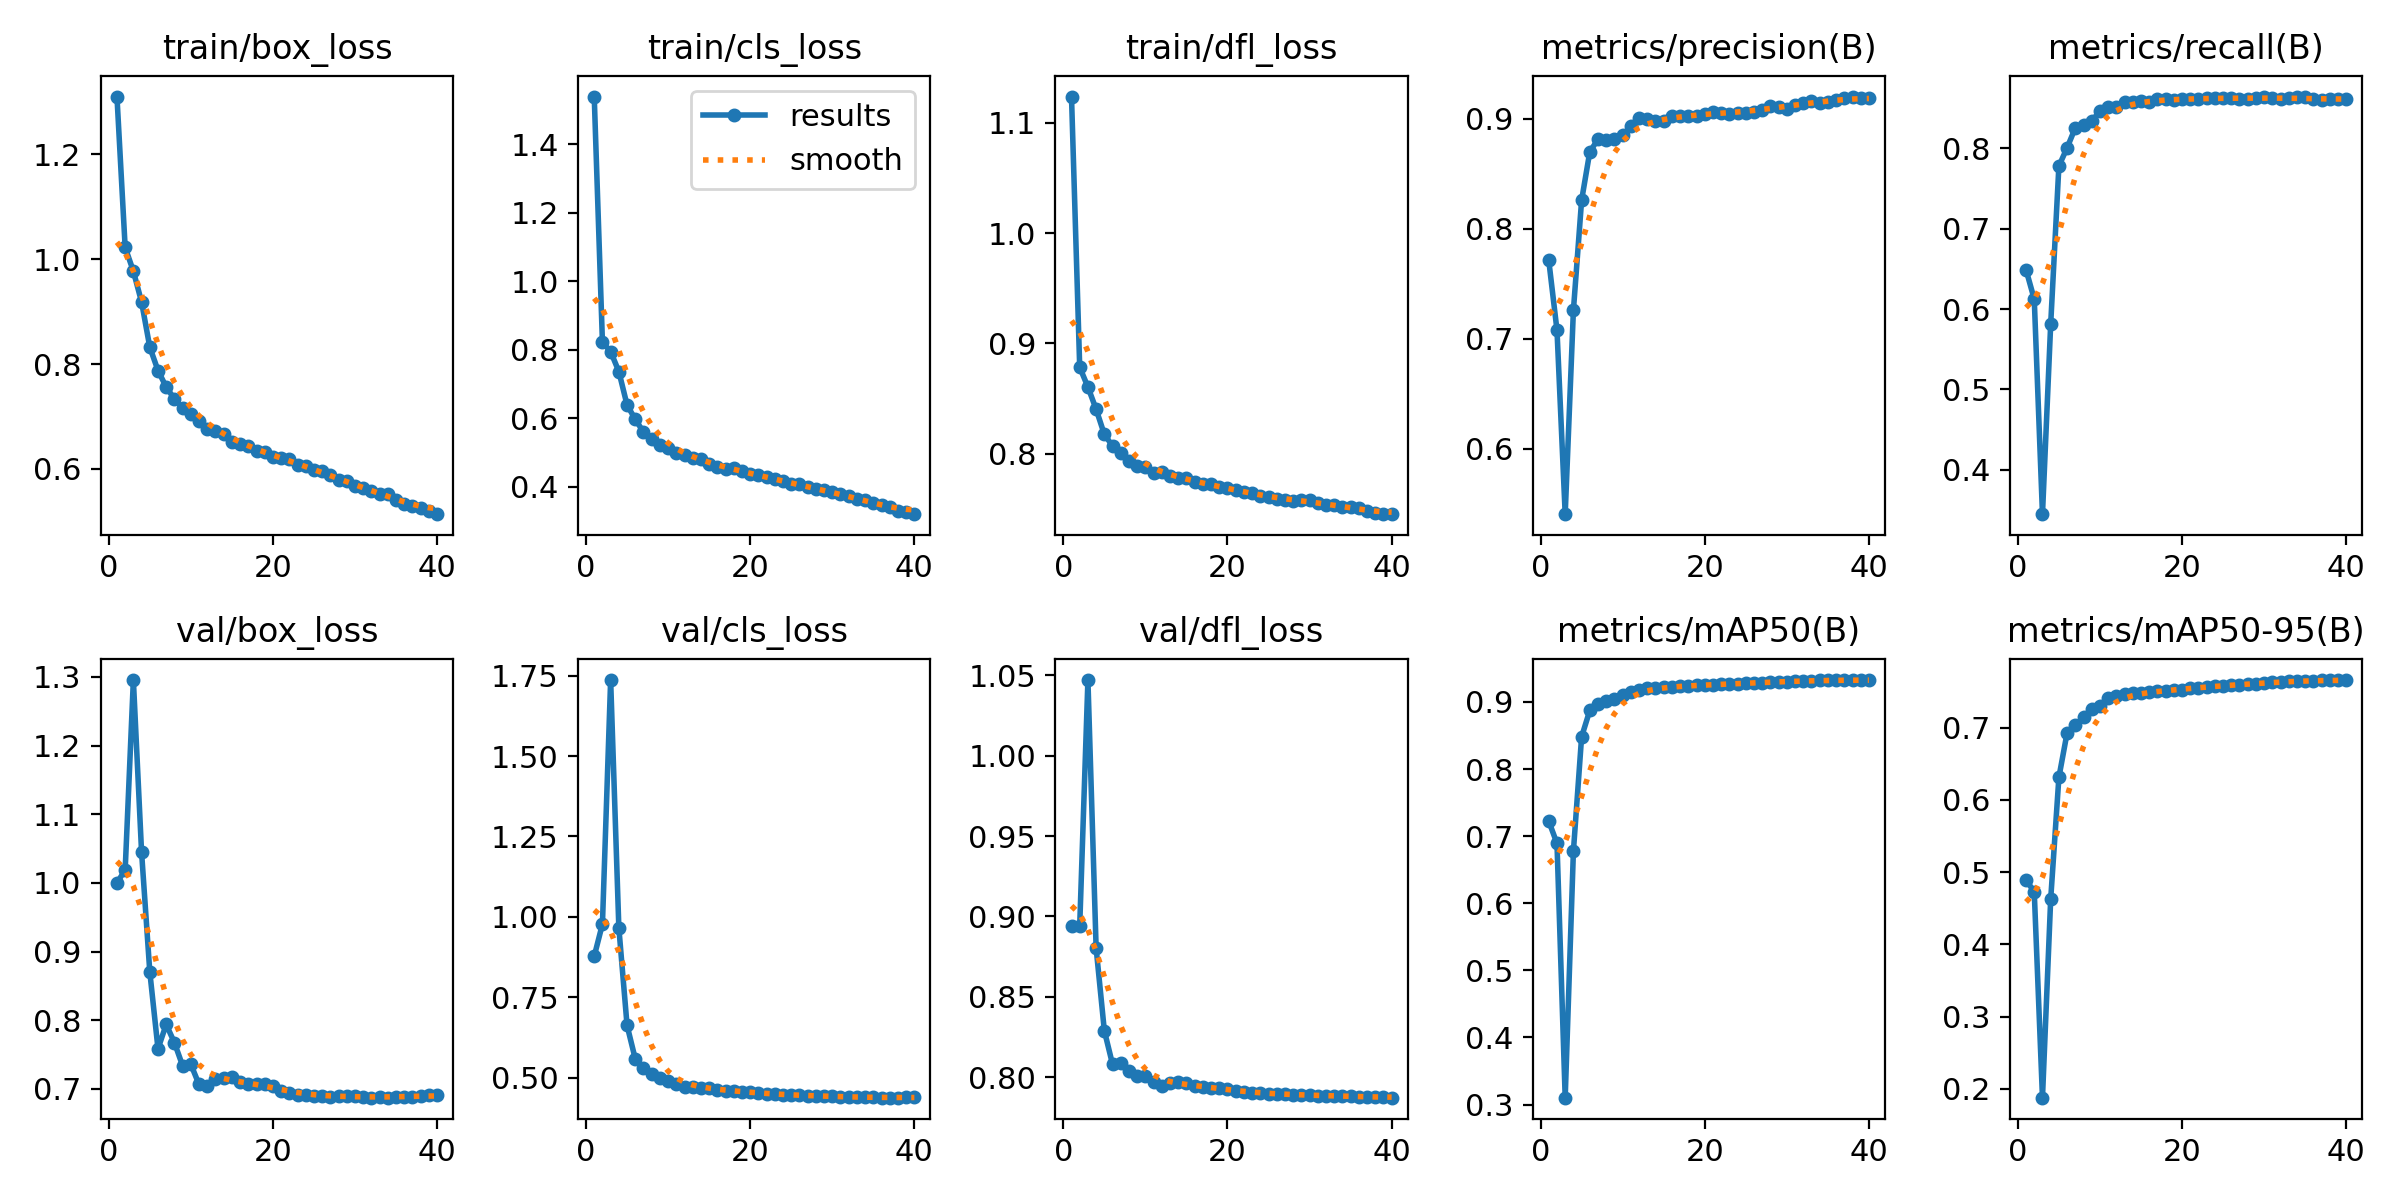 train/box_loss
1.2
1.0
0.8
0.6
0 20 40
train/cls_loss
results
smooth
1.4
1.2
1.0
0.8
0.6
0.4
0 20 40
train/dfl_loss
1.1
1.0
0.9
0.8
0 20 40
metrics/precision(B)
0.9
0.8
0.7
0.6
0 20 40
metrics/recall(B)
0.8
0.7
0.6
0.5
0.4
0 20 40
val/box_loss
1.3
1.2
1.1
1.0
0.9
0.8
0.7
0 20 40
val/cls_loss
1.75
1.50
1.25
1.00
0.75
0.50
0 20 40
val/dfl_loss
1.05
1.00
0.95
0.90
0.85
0.80
0 20 40
metrics/mAP50(B)
0.9
0.8
0.7
0.6
0.5
0.4
0.3
0 20 40
metrics/mAP50-95(B)
0.7
0.6
0.5
0.4
0.3
0.2
0 20 40